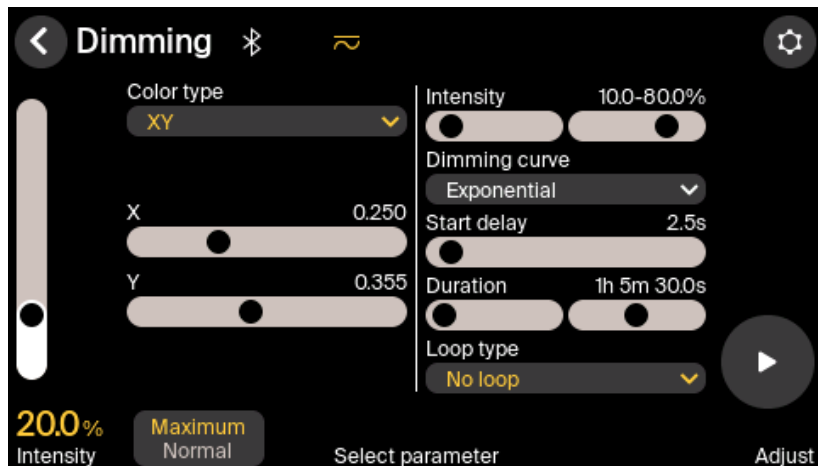 Dimming
Color type
XY
X 0.250
Y 0.355
Intensity 10.0-80.0%
Dimming curve
Exponential
Start delay 2.5s
Duration 1h 5m 30.0s
Loop type
No loop
20.0%
Intensity
Maximum
Normal
Select parameter
Adjust